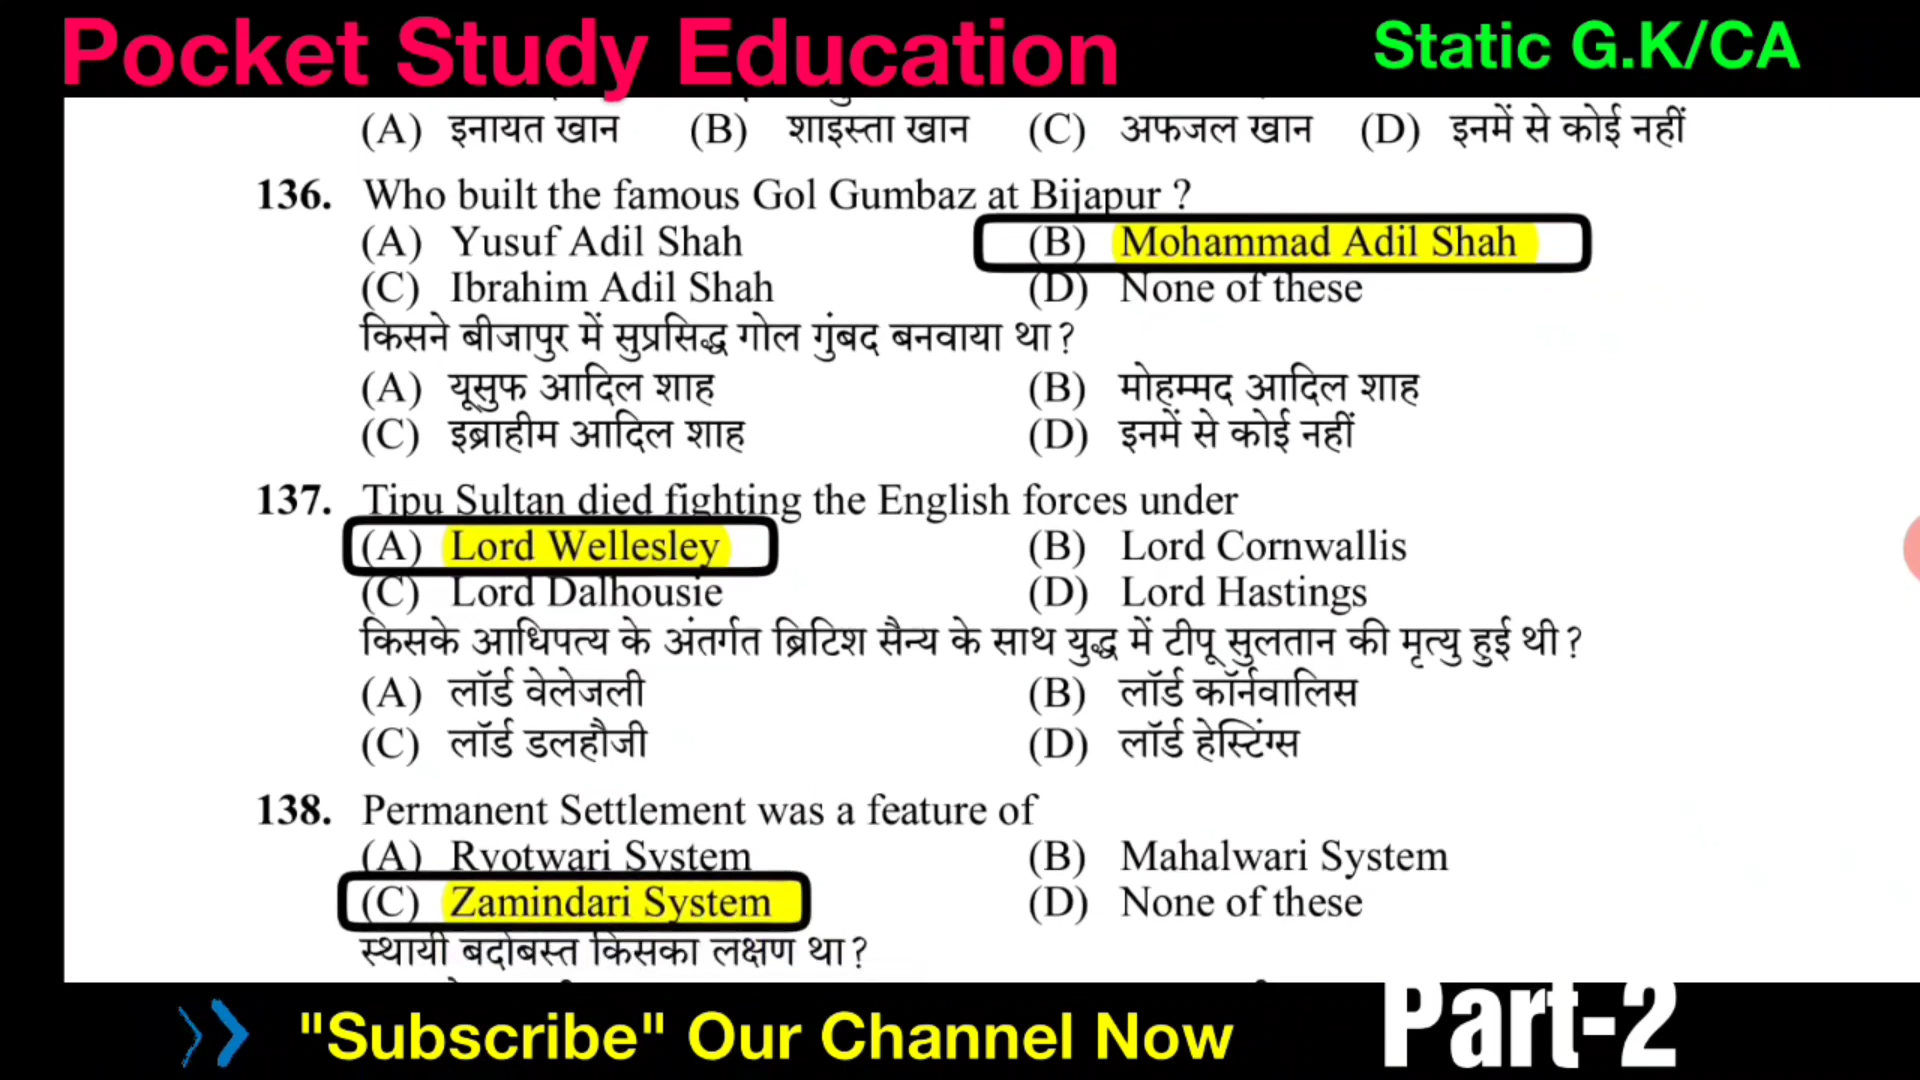 Pocket Study Education
Static G.K/CA
(A) इनायत खान (B) शाइस्ता खान (C) अफजल खान (D) इनमें से कोई नहीं
136. Who built the famous Gol Gumbaz at Bijapur ?
(A) Yusuf Adil Shah (B) Mohammad Adil Shah
(C) Ibrahim Adil Shah (D) None of these
किसने बीजापुर में सुप्रसिद्ध गोल गुंबद बनवाया था ?
(A) यूसुफ आदिल शाह (B) मोहम्मद आदिल शाह
(C) इब्राहीम आदिल शाह (D) इनमें से कोई नहीं
137. Tipu Sultan died fighting the English forces under
(A) Lord Wellesley (B) Lord Cornwallis
(C) Lord Dalhousie (D) Lord Hastings
किसके आधिपत्य के अंतर्गत ब्रिटिश सैन्य के साथ युद्ध में टीपू सुलतान की मृत्यु हुई थी ?
(A) लॉर्ड वेलेजली (B) लॉर्ड कॉर्नवालिस
(C) लॉर्ड डलहौजी (D) लॉर्ड हेस्टिंग्स
138. Permanent Settlement was a feature of
(A) Ryotwari System (B) Mahalwari System
(C) Zamindari System (D) None of these
स्थायी बदोबस्त किसका लक्षण था ?
"Subscribe" Our Channel Now
Part-2